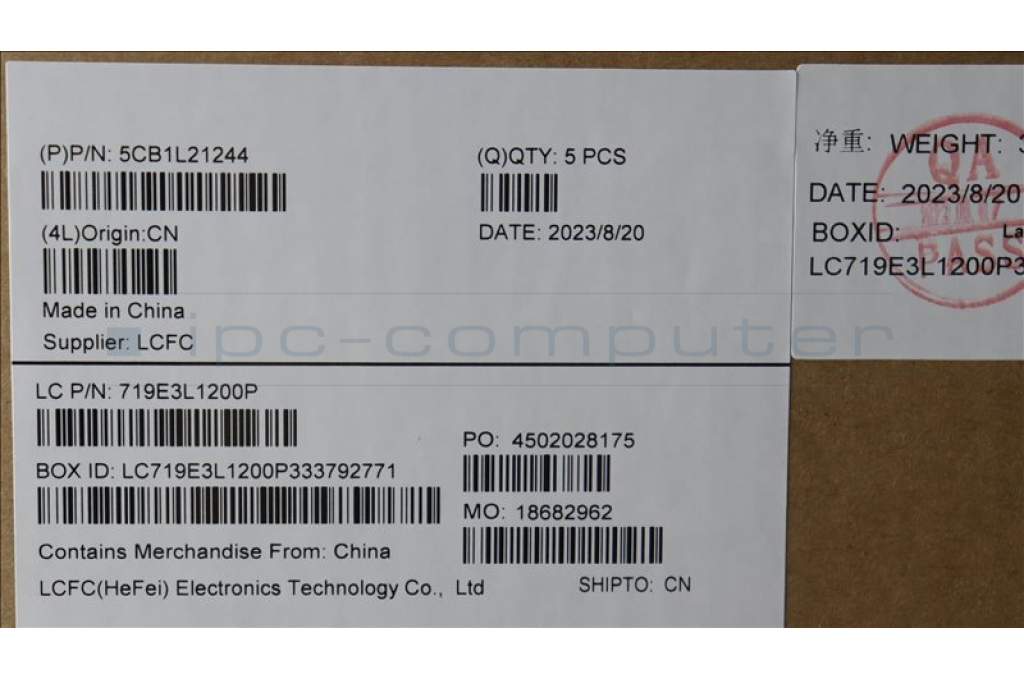 (P)P/N: 5CB1L21244
(Q)QTY: 5 PCS
(4L)Origin:CN
DATE: 2023/8/20
Made in China
Supplier: LCFC
LC P/N: 719E3L1200P
PO: 4502028175
BOX ID: LC719E3L1200P333792771
MO: 18682962
Contains Merchandise From: China
LCFC(HeFei) Electronics Technology Co., Ltd
SHIPTO: CN
净重: WEIGHT:
DATE: 2023/8/20
BOXID: La
LC719E3L1200P3
QA
PASS
ipc-computer